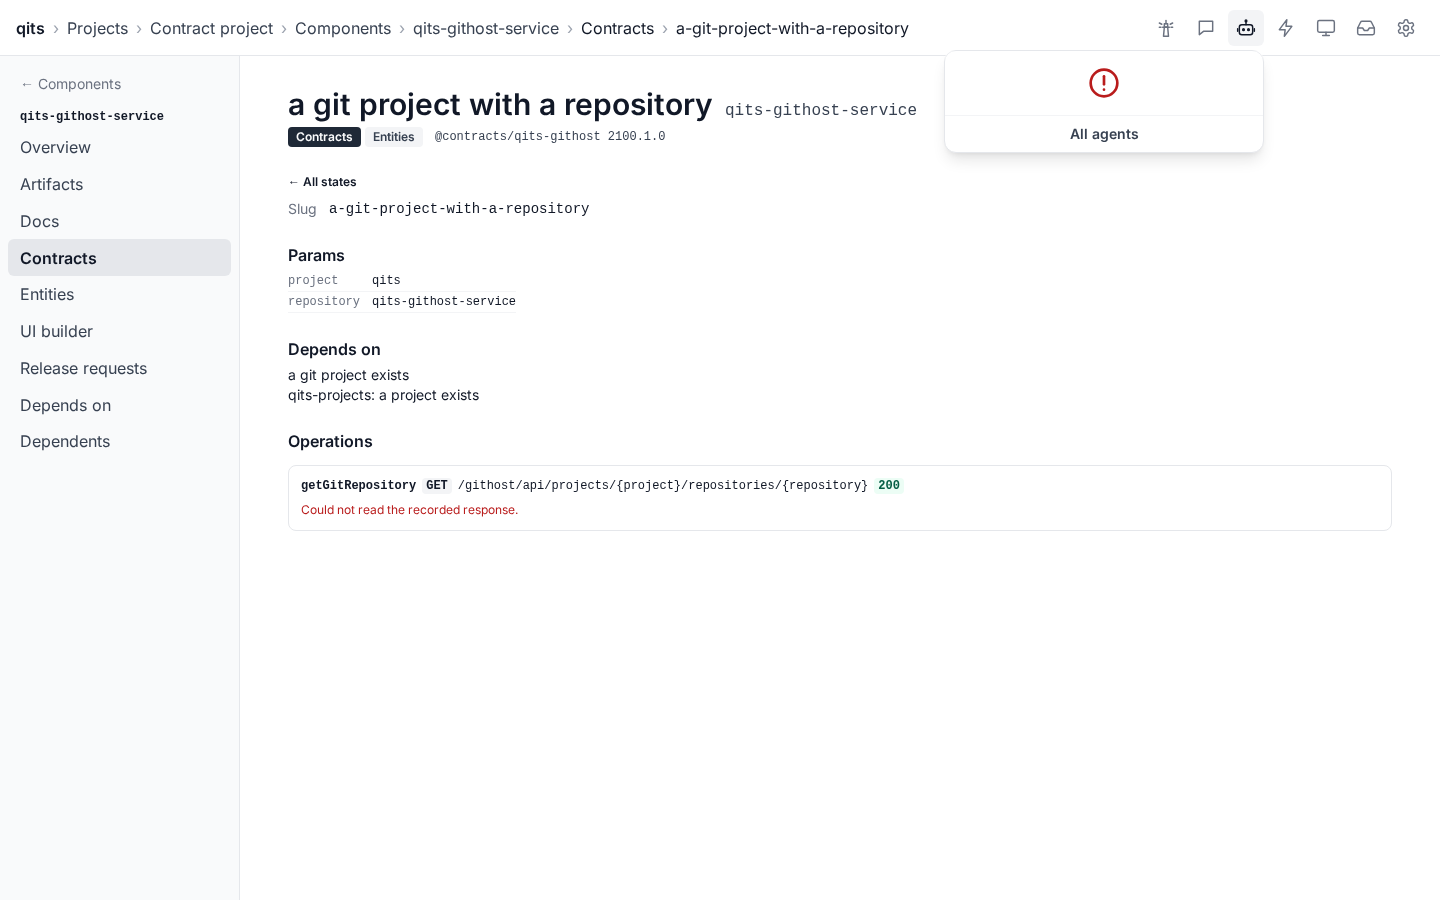 qits › Projects › Contract project › Components › qits-githost-service › Contracts › a-git-project-with-a-repository
All agents
← Components
qits-githost-service
Overview
Artifacts
Docs
Contracts
Entities
UI builder
Release requests
Depends on
Dependents
a git project with a repository qits-githost-service
Contracts Entities @contracts/qits-githost 2100.1.0
← All states
Slug a-git-project-with-a-repository
Params
project qits
repository qits-githost-service
Depends on
a git project exists
qits-projects: a project exists
Operations
getGitRepository GET /githost/api/projects/{project}/repositories/{repository} 200
Could not read the recorded response.